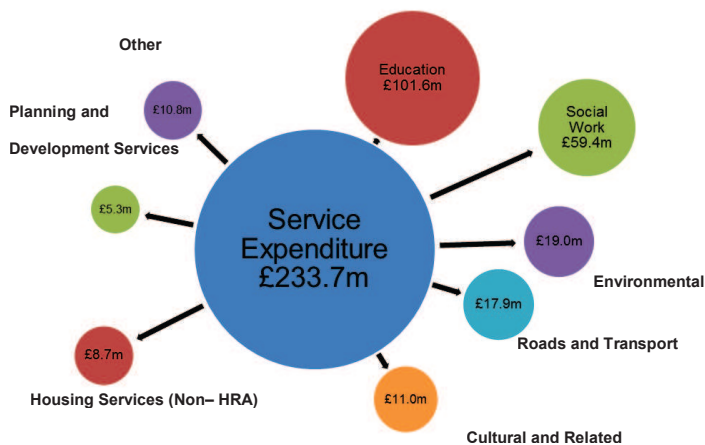 Other
Education
£101.6m
£10.8m
Planning and
Development Services
Social
Work
£59.4m
£5.3m
Service
Expenditure
£233.7m
£19.0m
Environmental
£17.9m
Roads and Transport
£8.7m
Housing Services (Non– HRA)
£11.0m
Cultural and Related